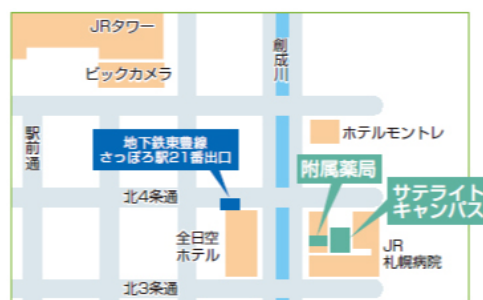 JRタワー
ビックカメラ
創成川
駅前通
地下鉄東豊線
さっぽろ駅21番出口
ホテルモントレ
附属薬局
サテライト
キャンパス
北4条通
全日空
ホテル
JR
札幌病院
北3条通